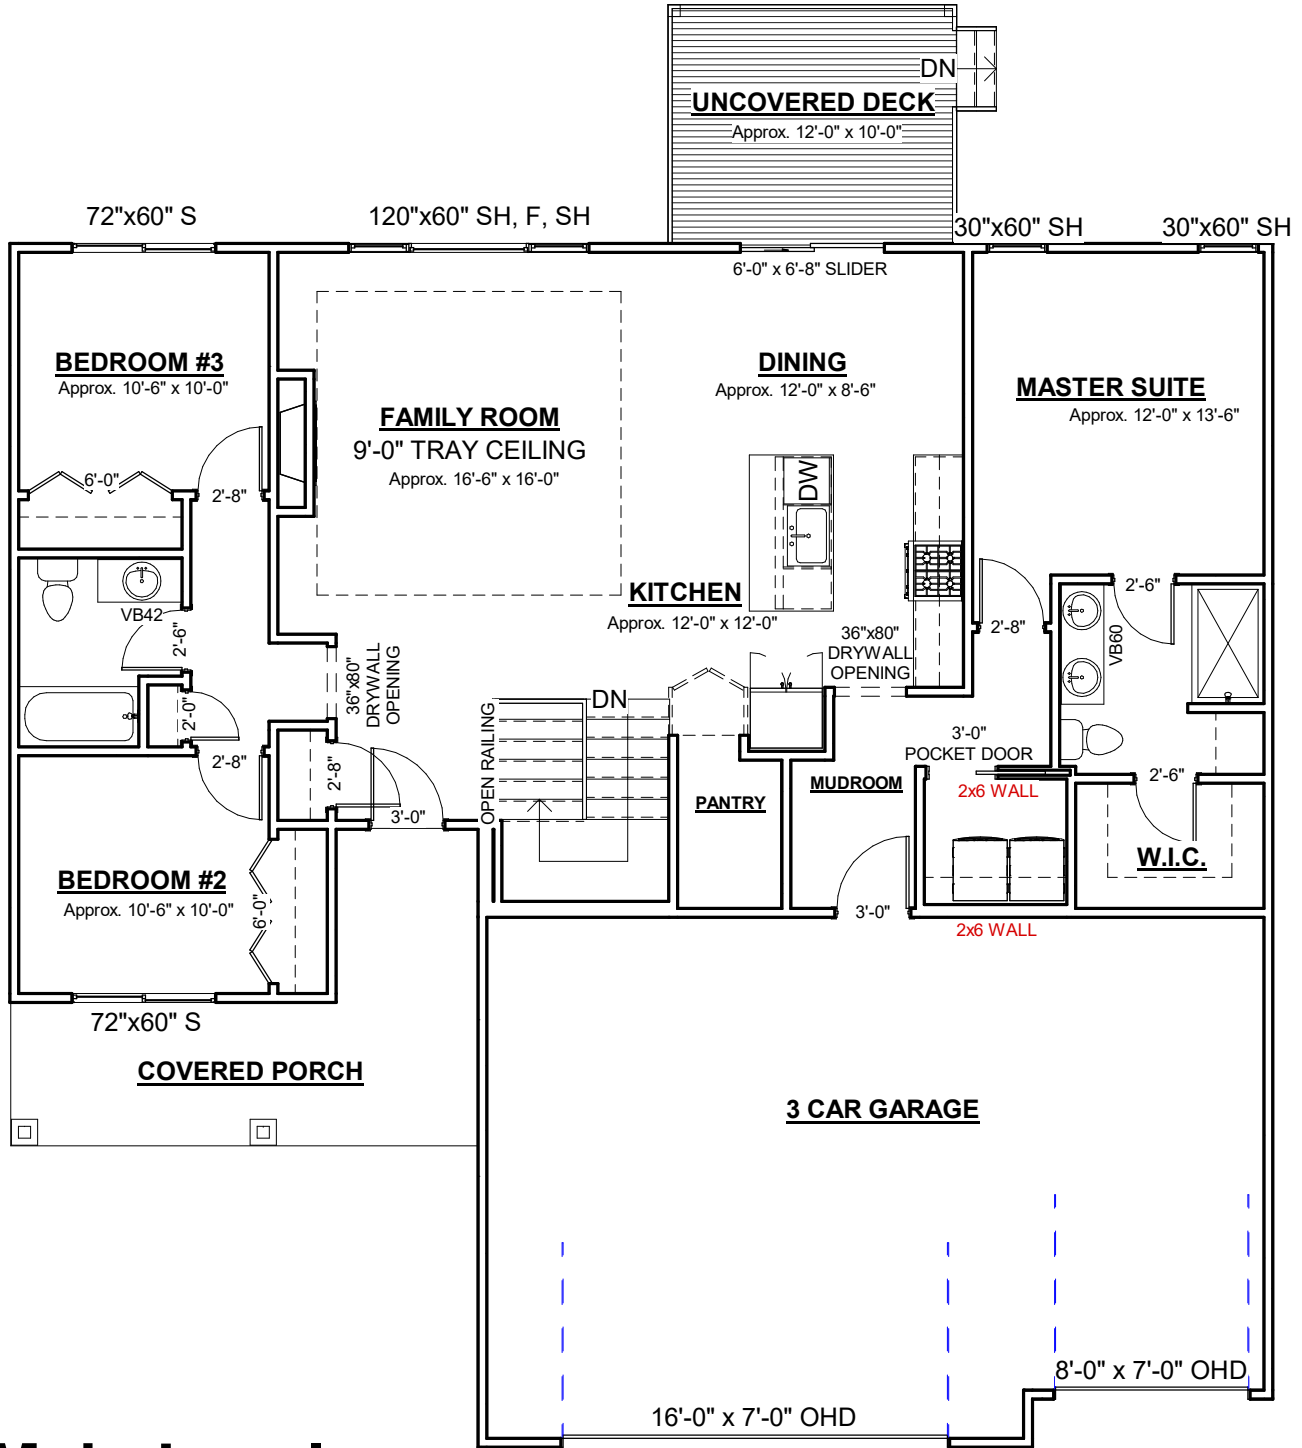 DN
UNCOVERED DECK
Approx. 12'-0" x 10'-0"
72"x60" S
120"x60" SH, F, SH
30"x60" SH
30"x60" SH
6'-0" x 6'-8" SLIDER
BEDROOM #3
Approx. 10'-6" x 10'-0"
FAMILY ROOM
9'-0" TRAY CEILING
Approx. 16'-6" x 16'-0"
DINING
Approx. 12'-0" x 8'-6"
MASTER SUITE
Approx. 12'-0" x 13'-6"
6'-0"
2'-8"
DW
KITCHEN
Approx. 12'-0" x 12'-0"
36"x80"
DRYWALL
OPENING
2'-8"
2'-6"
VB60
VB42
2'-6"
36"x80"
DRYWALL
OPENING
2'-0"
2'-8"
2'-8"
3'-0"
OPEN RAILING
DN
PANTRY
MUDROOM
3'-0"
POCKET DOOR
2x6 WALL
2'-6"
W.I.C.
BEDROOM #2
Approx. 10'-6" x 10'-0"
6'-0"
3'-0"
2x6 WALL
72"x60" S
COVERED PORCH
3 CAR GARAGE
8'-0" x 7'-0" OHD
16'-0" x 7'-0" OHD